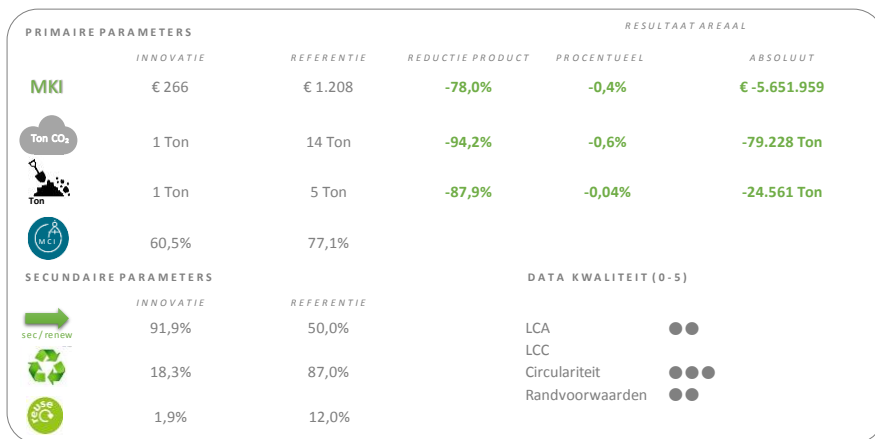 PRIMAIRE PARAMETERS
RESULTAAT AREAAL
INNOVATIE REFERENTIE REDUCTIE PRODUCT PROCENTUEEL ABSOLUUT
MKI € 266 € 1.208 -78,0% -0,4% € -5.651.959
Ton CO₂ 1 Ton 14 Ton -94,2% -0,6% -79.228 Ton
Ton 1 Ton 5 Ton -87,9% -0,04% -24.561 Ton
MCI 60,5% 77,1%
SECUNDAIRE PARAMETERS DATA KWALITEIT (0-5)
INNOVATIE REFERENTIE
sec/renew 91,9% 50,0% LCA
LCC
18,3% 87,0% Circulariteit
Randvoorwaarden
reuse 1,9% 12,0%